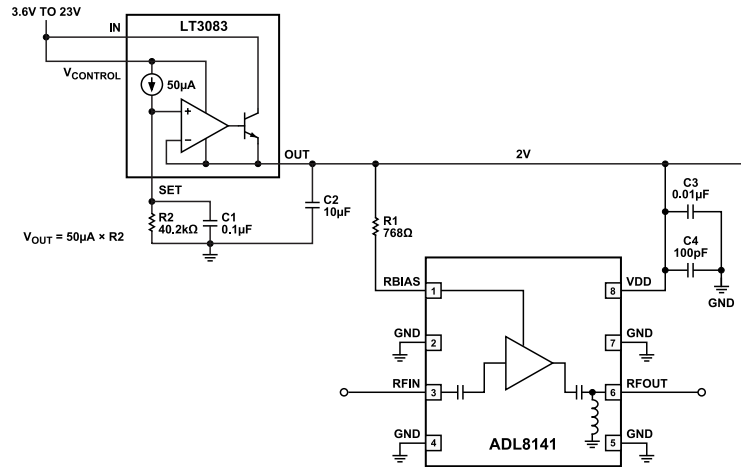 3.6V TO 23V
IN
LT3083
VCONTROL
50µA
+
–
OUT
2V
SET
R2
40.2kΩ
C1
0.1µF
C2
10µF
R1
768Ω
C3
0.01µF
C4
100pF
GND
VOUT = 50µA × R2
RBIAS
1
8
VDD
GND
2
7
GND
RFIN
3
6
RFOUT
GND
4
5
GND
ADL8141